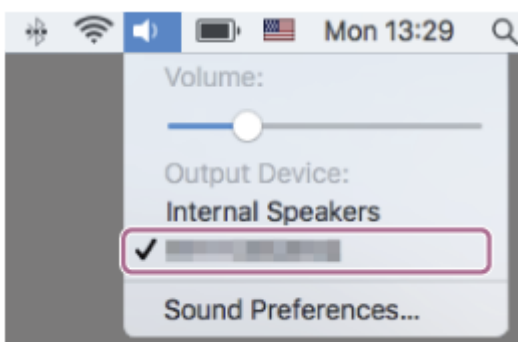 Mon 13:29
Volume:
Output Device:
Internal Speakers
Sound Preferences...